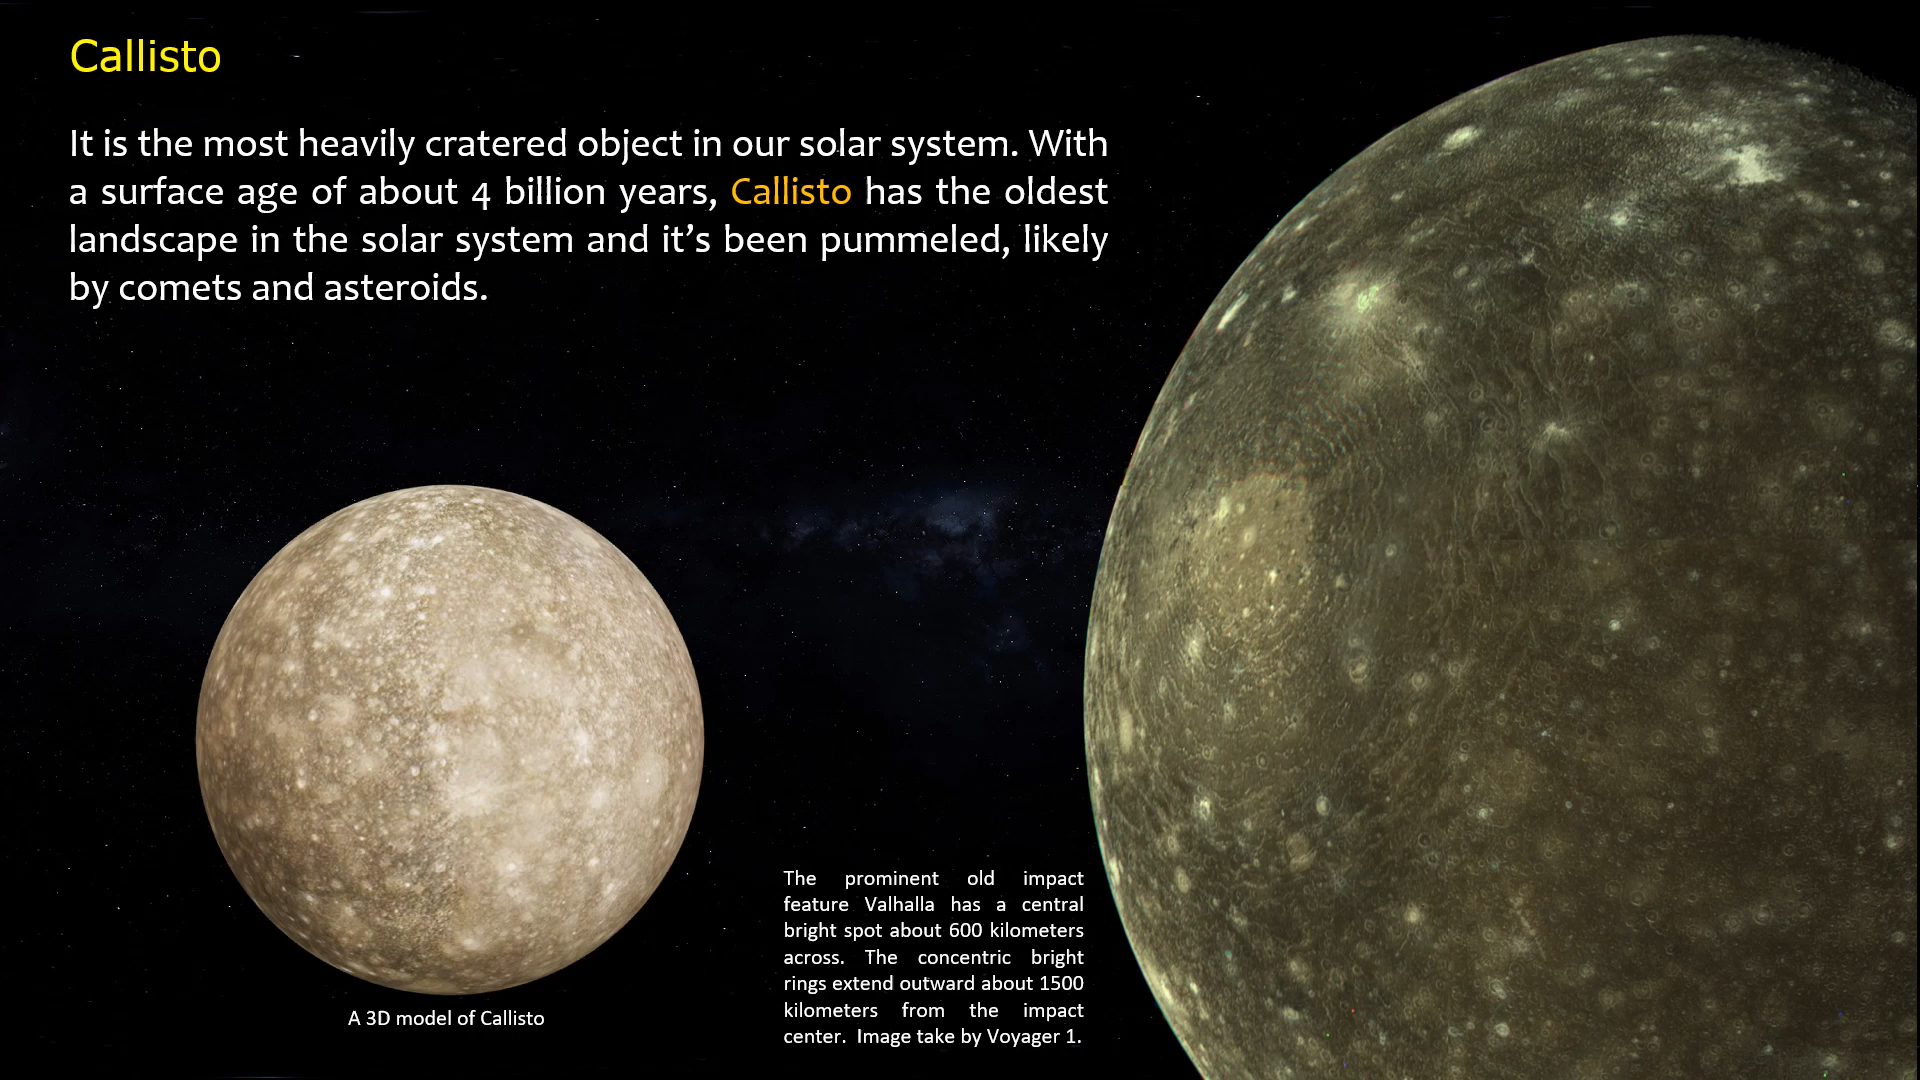 Callisto
It is the most heavily cratered object in our solar system. With
a surface age of about 4 billion years, Callisto has the oldest
landscape in the solar system and it’s been pummeled, likely
by comets and asteroids.
A 3D model of Callisto
The prominent old impact
feature Valhalla has a central
bright spot about 600 kilometers
across. The concentric bright
rings extend outward about 1500
kilometers from the impact
center. Image take by Voyager 1.